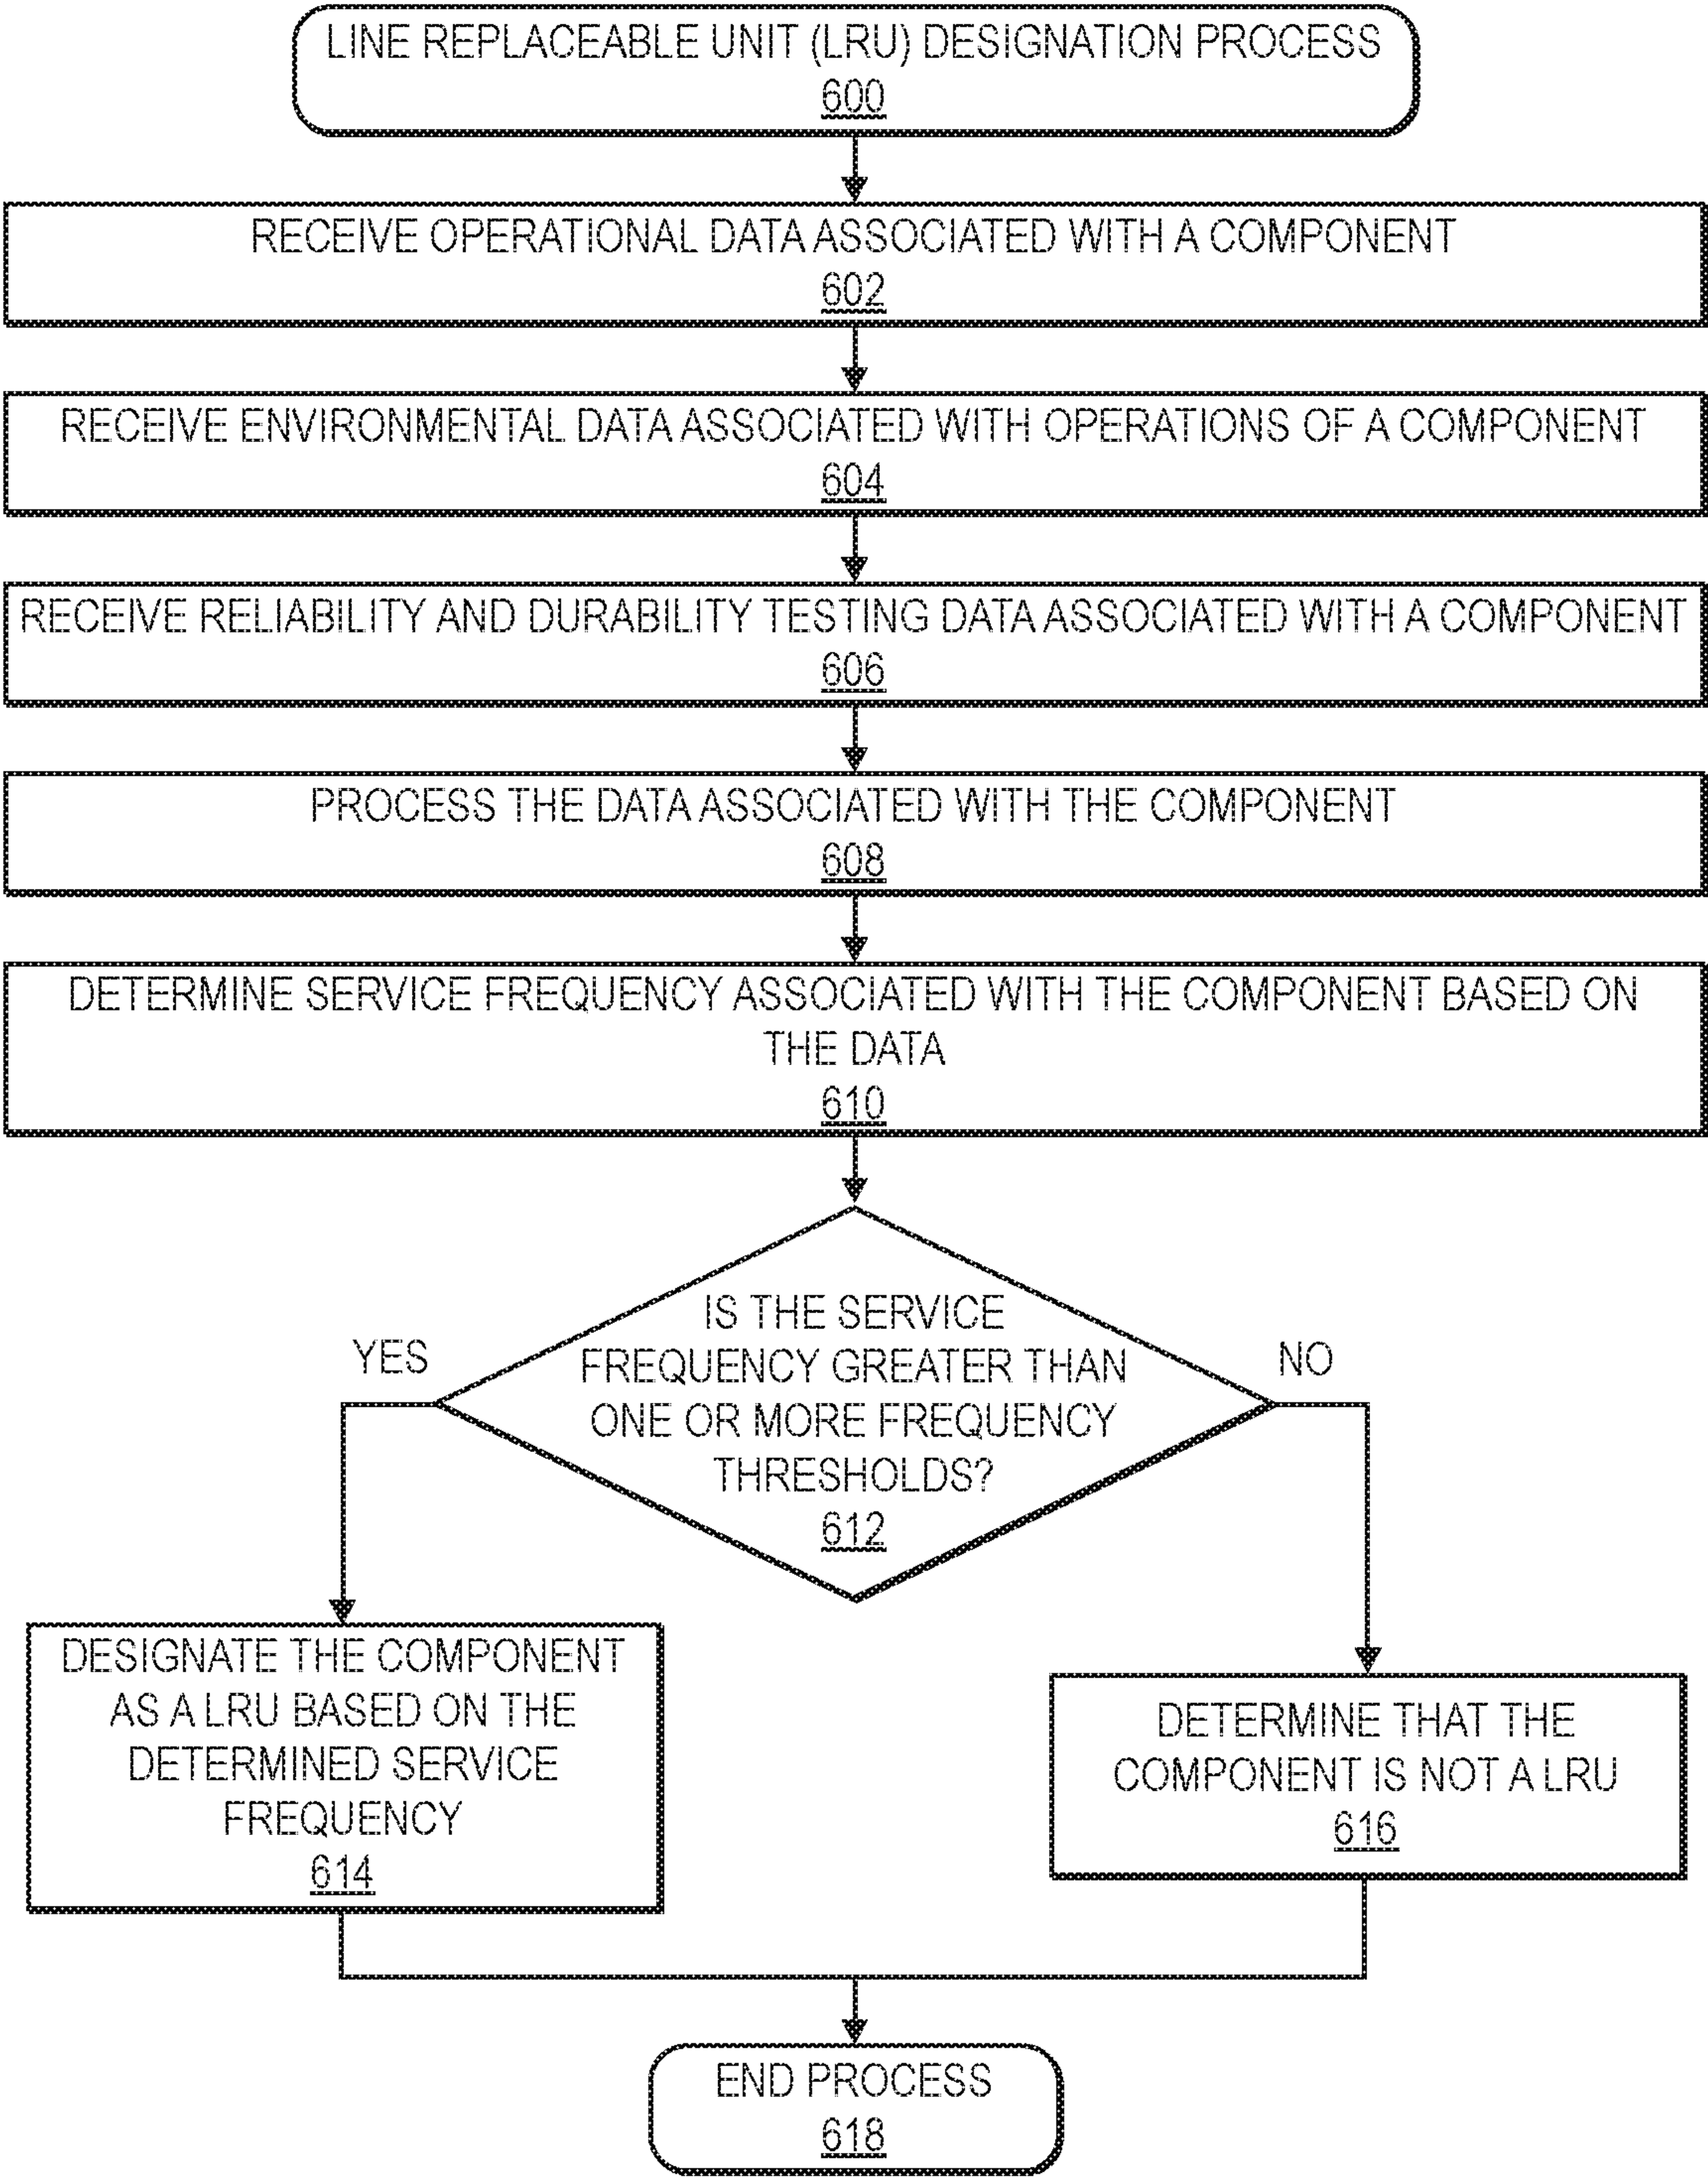 LINE REPLACEABLE UNIT (LRU) DESIGNATION PROCESS
600
RECEIVE OPERATIONAL DATA ASSOCIATED WITH A COMPONENT
602
RECEIVE ENVIRONMENTAL DATA ASSOCIATED WITH OPERATIONS OF A COMPONENT
604
RECEIVE RELIABILITY AND DURABILITY TESTING DATA ASSOCIATED WITH A COMPONENT
606
PROCESS THE DATA ASSOCIATED WITH THE COMPONENT
608
DETERMINE SERVICE FREQUENCY ASSOCIATED WITH THE COMPONENT BASED ON
THE DATA
610
IS THE SERVICE
FREQUENCY GREATER THAN
ONE OR MORE FREQUENCY
THRESHOLDS?
612
YES
NO
DESIGNATE THE COMPONENT
AS A LRU BASED ON THE
DETERMINED SERVICE
FREQUENCY
614
DETERMINE THAT THE
COMPONENT IS NOT A LRU
616
END PROCESS
618